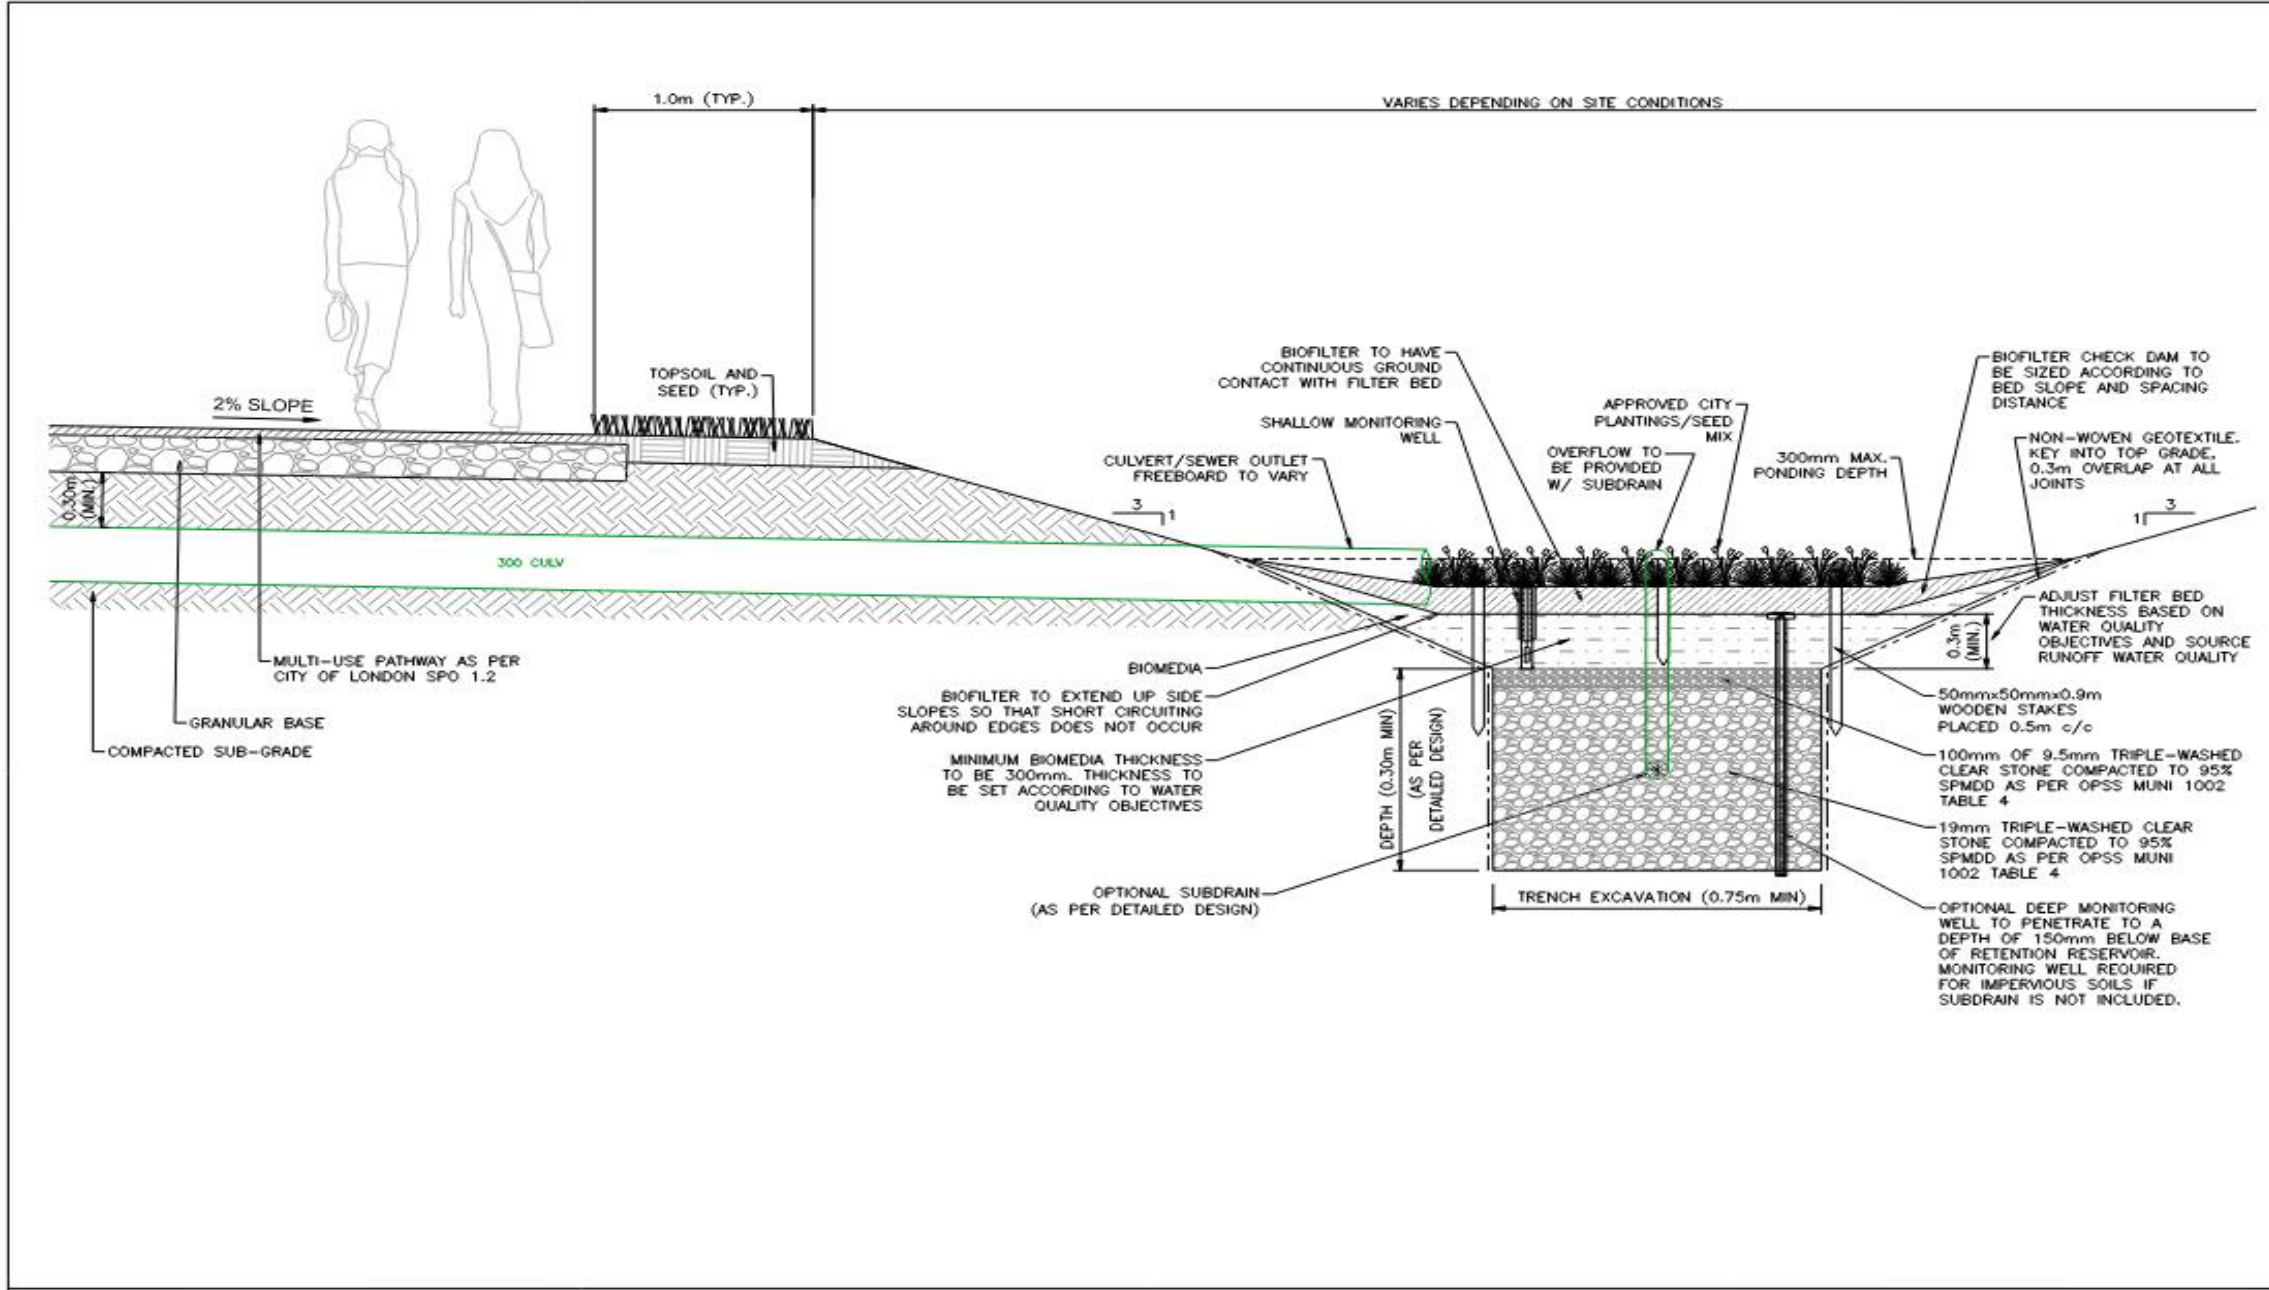 1.0m (TYP.)
VARIES DEPENDING ON SITE CONDITIONS
2% SLOPE
TOPSOIL AND
SEED (TYP.)
0.30m
(MIN.)
300 CULV
MULTI-USE PATHWAY AS PER
CITY OF LONDON SPO 1.2
GRANULAR BASE
COMPACTED SUB-GRADE
BIOFILTER TO HAVE
CONTINUOUS GROUND
CONTACT WITH FILTER BED
SHALLOW MONITORING
WELL
CULVERT/SEWER OUTLET
FREEBOARD TO VARY
3
1
APPROVED CITY
PLANTINGS/SEED
MIX
OVERFLOW TO
BE PROVIDED
W/ SUBDRAIN
300mm MAX.
PONDING DEPTH
BIOFILTER CHECK DAM TO
BE SIZED ACCORDING TO
BED SLOPE AND SPACING
DISTANCE
NON-WOVEN GEOTEXTILE.
KEY INTO TOP GRADE,
0.3m OVERLAP AT ALL
JOINTS
3
1
ADJUST FILTER BED
THICKNESS BASED ON
WATER QUALITY
OBJECTIVES AND SOURCE
RUNOFF WATER QUALITY
0.3m
(MIN.)
BIOMEDIA
BIOFILTER TO EXTEND UP SIDE
SLOPES SO THAT SHORT CIRCUITING
AROUND EDGES DOES NOT OCCUR
MINIMUM BIOMEDIA THICKNESS
TO BE 300mm. THICKNESS TO
BE SET ACCORDING TO WATER
QUALITY OBJECTIVES
DEPTH (0.30m MIN)
(AS PER
DETAILED DESIGN)
OPTIONAL SUBDRAIN
(AS PER DETAILED DESIGN)
TRENCH EXCAVATION (0.75m MIN)
50mmx50mmx0.9m
WOODEN STAKES
PLACED 0.5m c/c
100mm OF 9.5mm TRIPLE-WASHED
CLEAR STONE COMPACTED TO 95%
SPMDD AS PER OPSS MUNI 1002
TABLE 4
19mm TRIPLE-WASHED CLEAR
STONE COMPACTED TO 95%
SPMDD AS PER OPSS MUNI
1002 TABLE 4
OPTIONAL DEEP MONITORING
WELL TO PENETRATE TO A
DEPTH OF 150mm BELOW BASE
OF RETENTION RESERVOIR.
MONITORING WELL REQUIRED
FOR IMPERVIOUS SOILS IF
SUBDRAIN IS NOT INCLUDED.